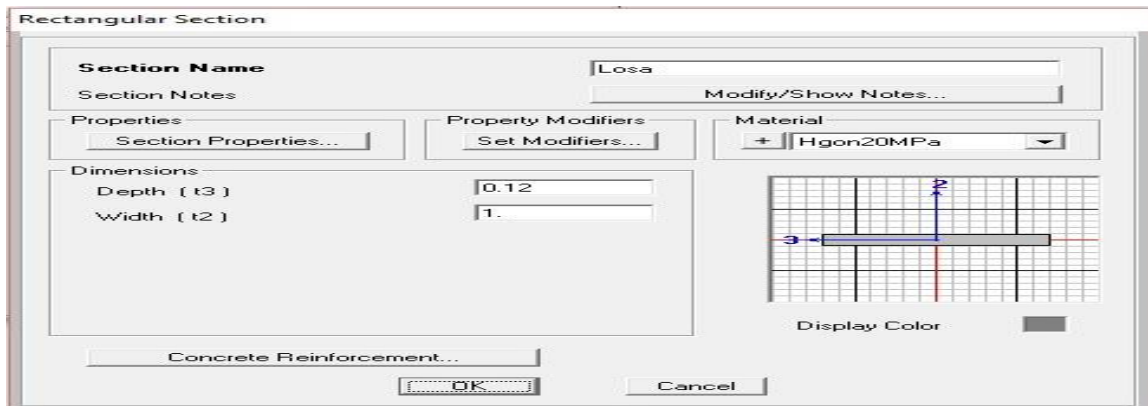 Rectangular Section
Section Name Losa
Section Notes Modify/Show Notes...
Properties Property Modifiers Material
Section Properties... Set Modifiers... + Hgon20MPa
Dimensions
Depth ( t3 ) 0.12
Width ( t2 ) 1.
2
3
Display Color
Concrete Reinforcement...
OK Cancel